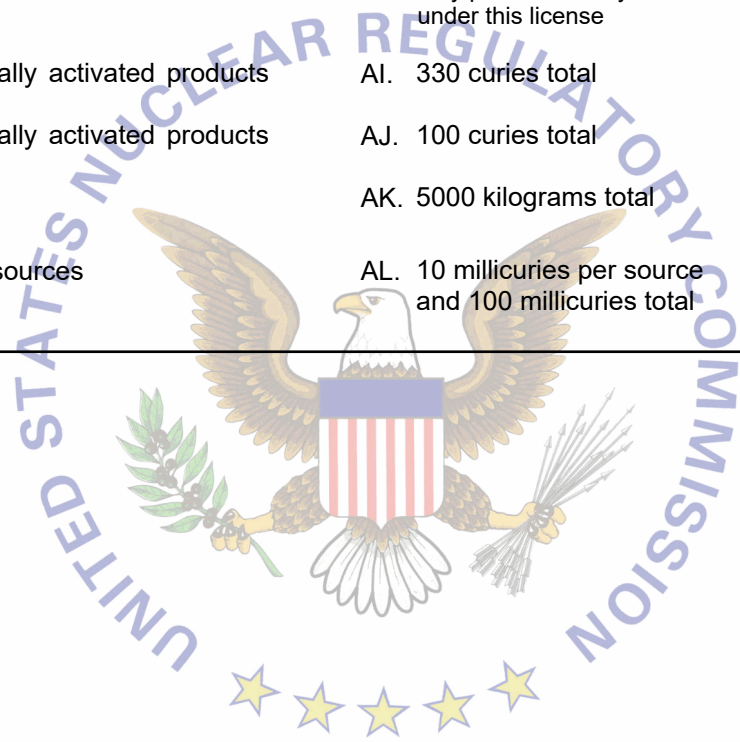 under this license
ally activated products AI. 330 curies total
ally activated products AJ. 100 curies total
AK. 5000 kilograms total
sources AL. 10 millicuries per source
and 100 millicuries total
UNITED STATES NUCLEAR REGULATORY COMMISSION